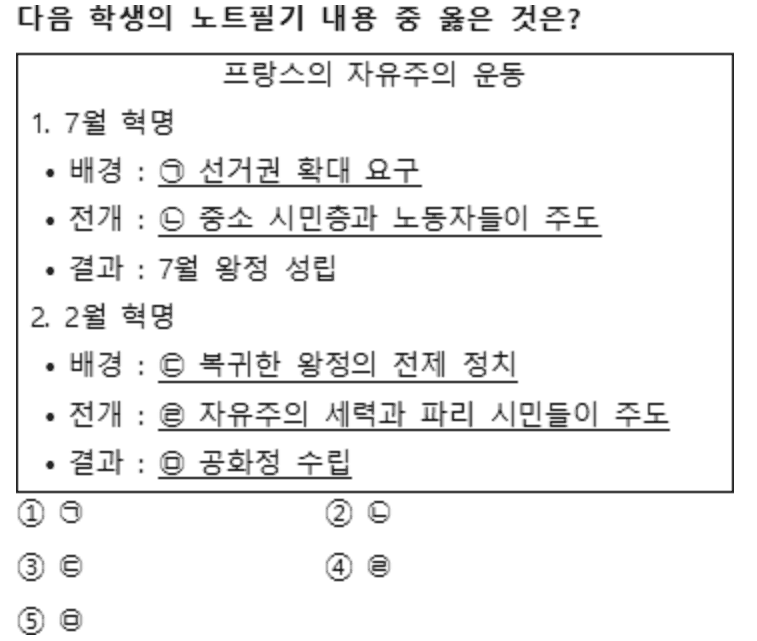 다음 학생의 노트필기 내용 중 옳은 것은?
프랑스의 자유주의 운동
1. 7월 혁명
• 배경 : ㉠ 선거권 확대 요구
• 전개 : ㉡ 중소 시민층과 노동자들이 주도
• 결과 : 7월 왕정 성립
2. 2월 혁명
• 배경 : ㉢ 복귀한 왕정의 전제 정치
• 전개 : ㉣ 자유주의 세력과 파리 시민들이 주도
• 결과 : ㉤ 공화정 수립
① ㉠ ② ㉡
③ ㉢ ④ ㉣
⑤ ㉤